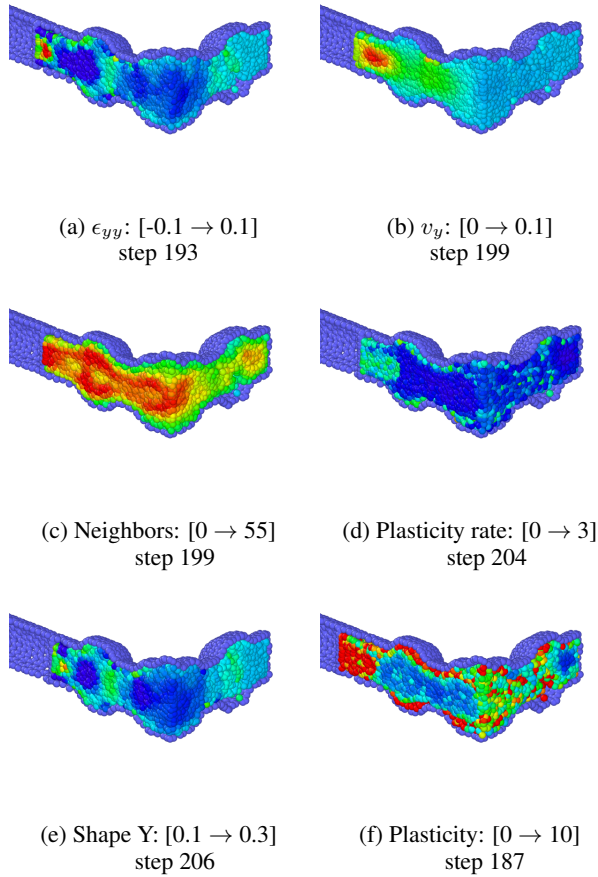 (a) ϵyy: [-0.1 → 0.1]
step 193
(b) vy: [0 → 0.1]
step 199
(c) Neighbors: [0 → 55]
step 199
(d) Plasticity rate: [0 → 3]
step 204
(e) Shape Y: [0.1 → 0.3]
step 206
(f) Plasticity: [0 → 10]
step 187